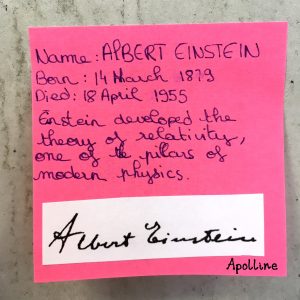 Name: ALBERT EINSTEIN
Born: 14 March 1879
Died: 18 April 1955
Einstein developed the
theory of relativity,
one of the pillars of
modern physics.
Albert Einstein
Apolline